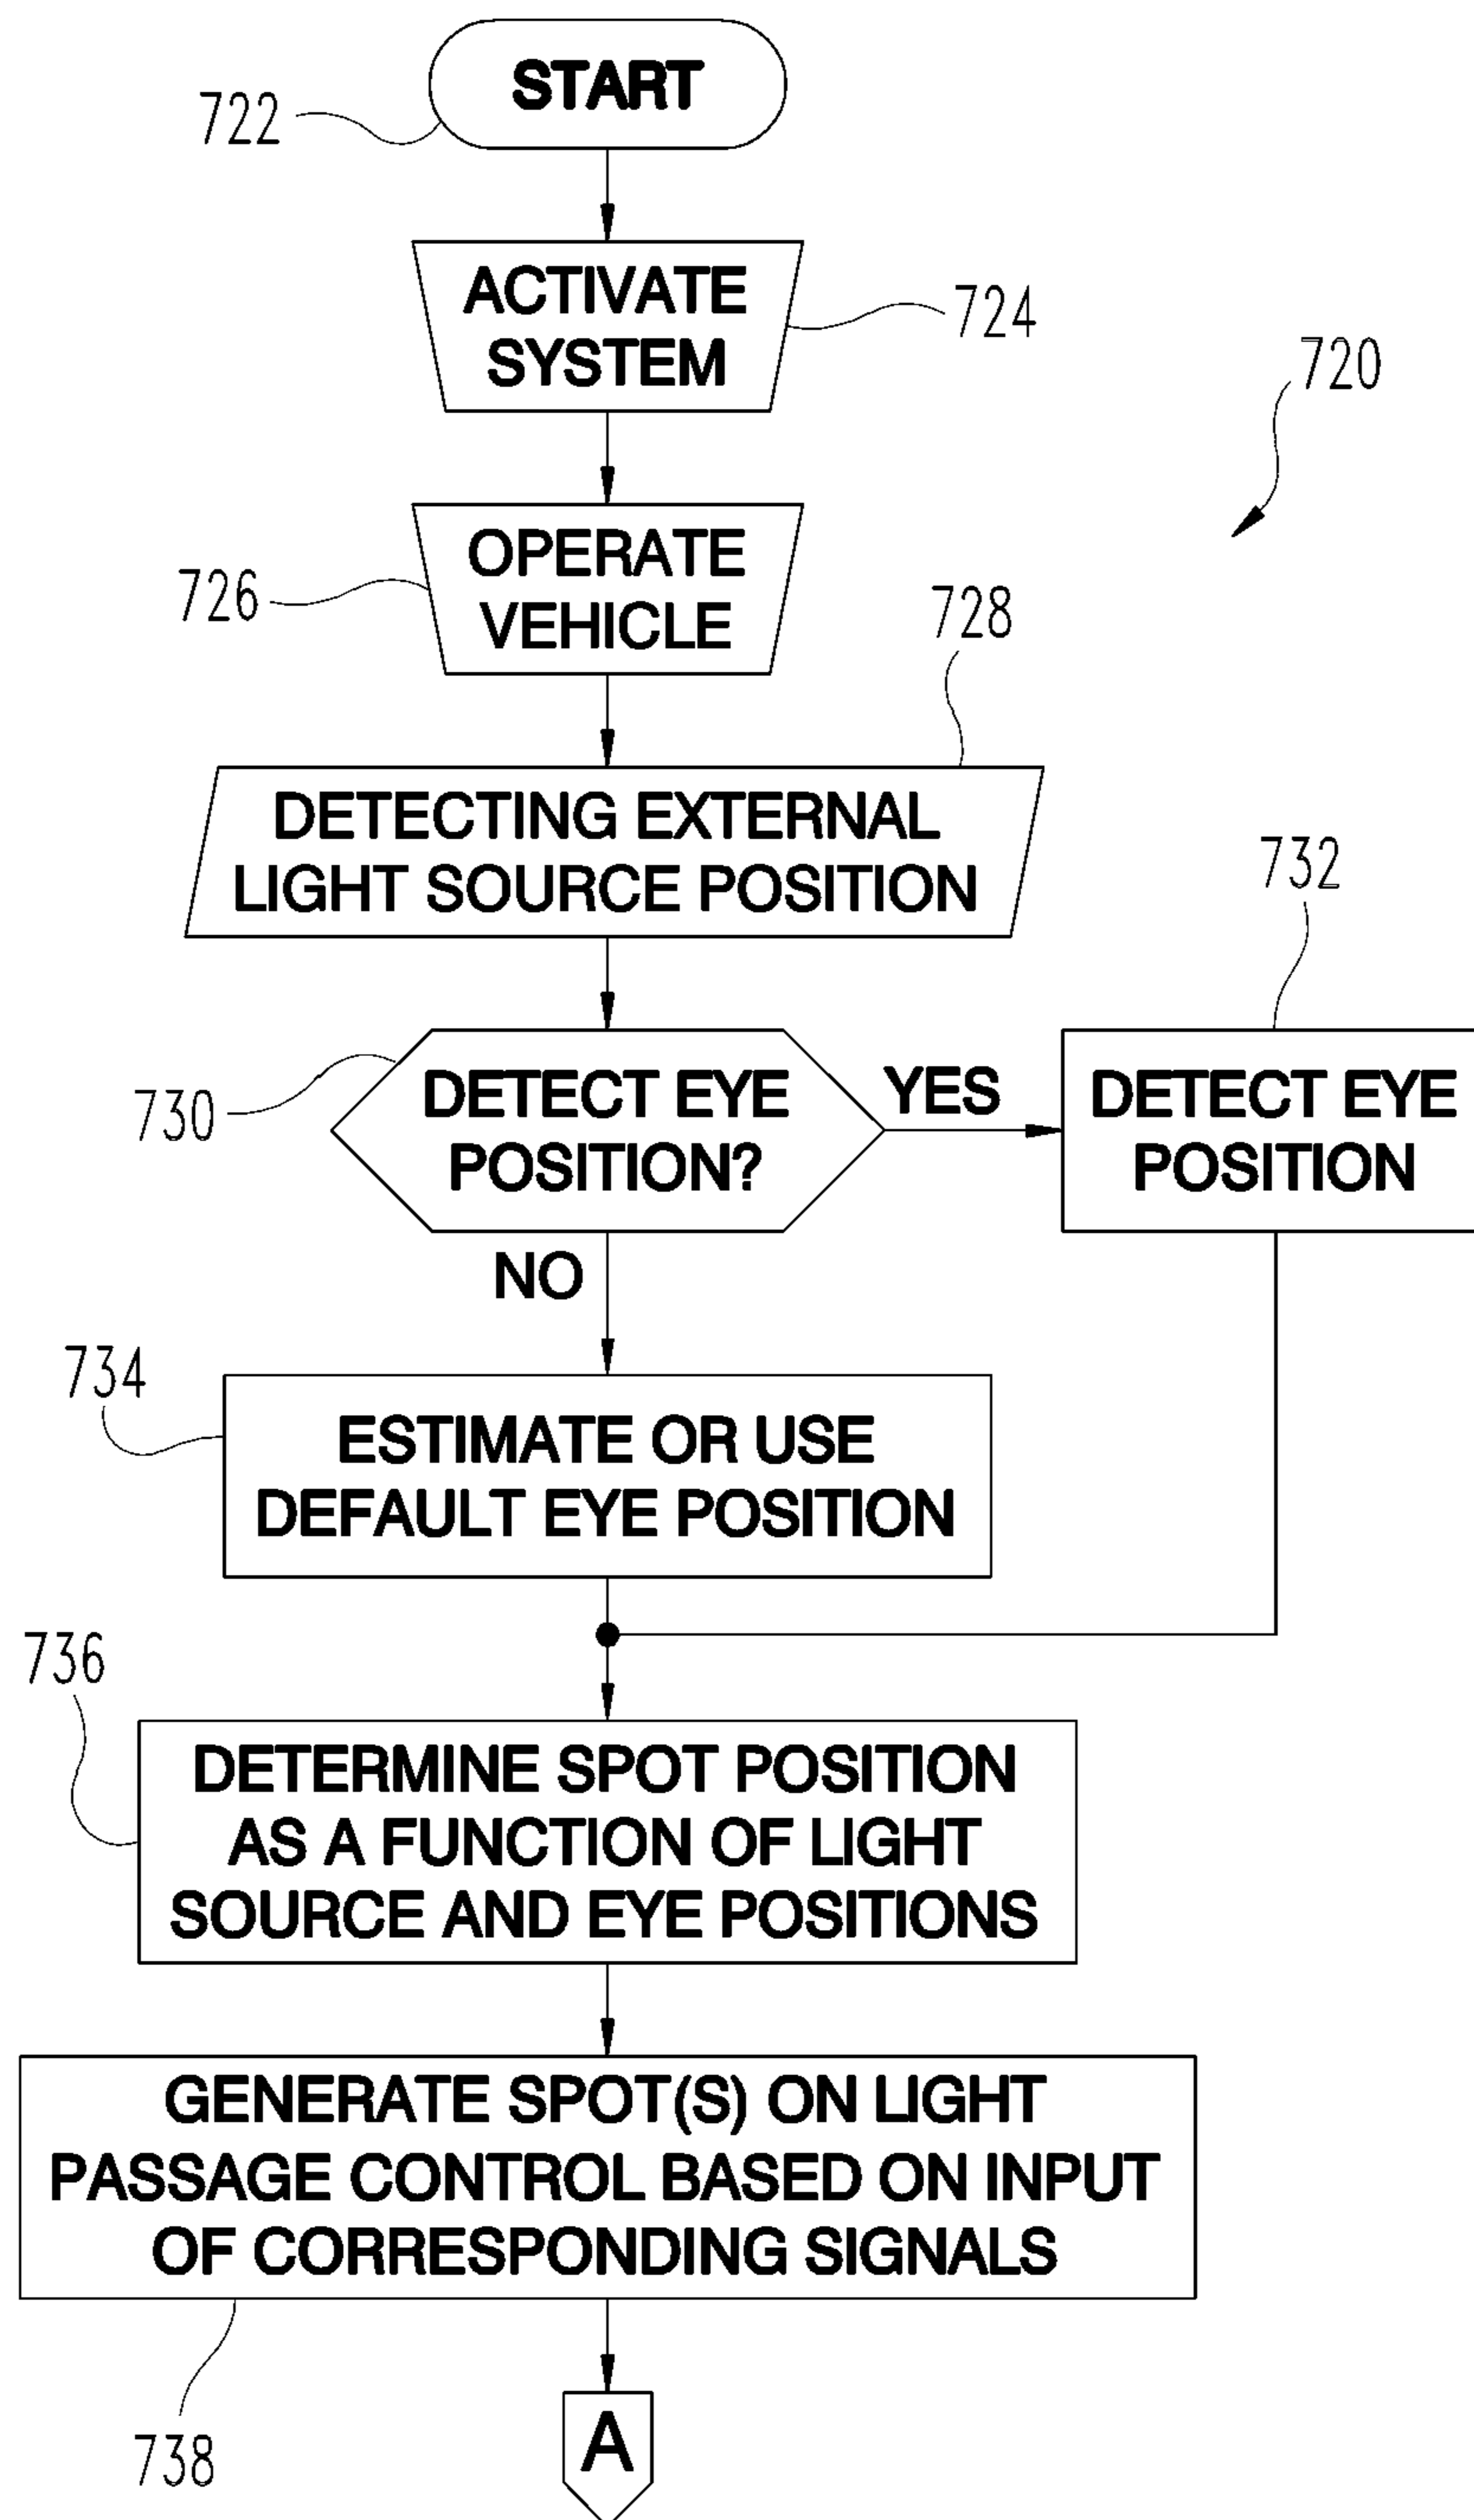 START
722
ACTIVATE
SYSTEM
724
720
OPERATE
VEHICLE
726
728
DETECTING EXTERNAL
LIGHT SOURCE POSITION
732
730
DETECT EYE
POSITION?
YES
DETECT EYE
POSITION
NO
734
ESTIMATE OR USE
DEFAULT EYE POSITION
736
DETERMINE SPOT POSITION
AS A FUNCTION OF LIGHT
SOURCE AND EYE POSITIONS
GENERATE SPOT(S) ON LIGHT
PASSAGE CONTROL BASED ON INPUT
OF CORRESPONDING SIGNALS
738
A